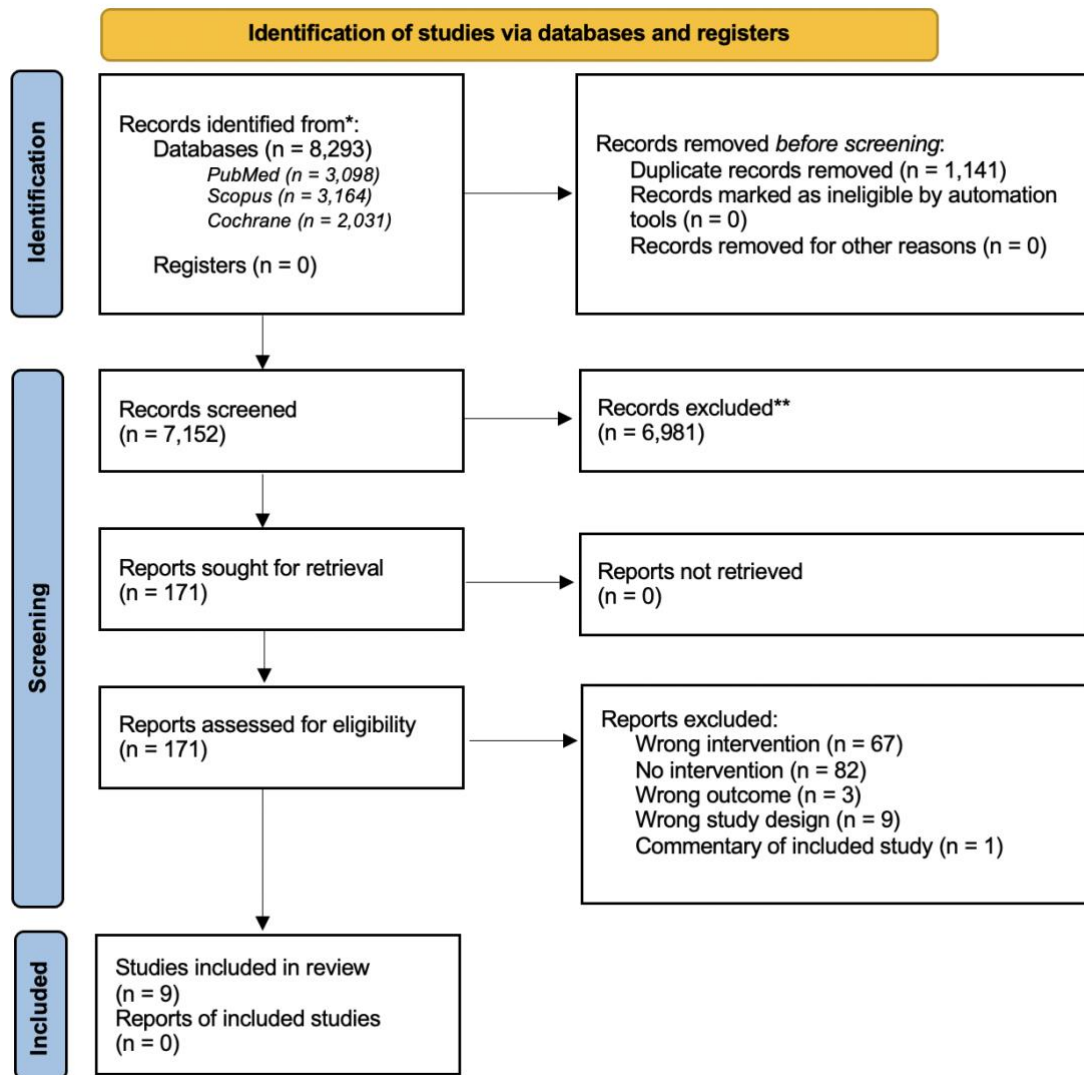 Identification of studies via databases and registers
Identification
Records identified from*:
Databases (n = 8,293)
PubMed (n = 3,098)
Scopus (n = 3,164)
Cochrane (n = 2,031)
Registers (n = 0)
Records removed before screening:
Duplicate records removed (n = 1,141)
Records marked as ineligible by automation
tools (n = 0)
Records removed for other reasons (n = 0)
Screening
Records screened
(n = 7,152)
Records excluded**
(n = 6,981)
Reports sought for retrieval
(n = 171)
Reports not retrieved
(n = 0)
Reports assessed for eligibility
(n = 171)
Reports excluded:
Wrong intervention (n = 67)
No intervention (n = 82)
Wrong outcome (n = 3)
Wrong study design (n = 9)
Commentary of included study (n = 1)
Included
Studies included in review
(n = 9)
Reports of included studies
(n = 0)